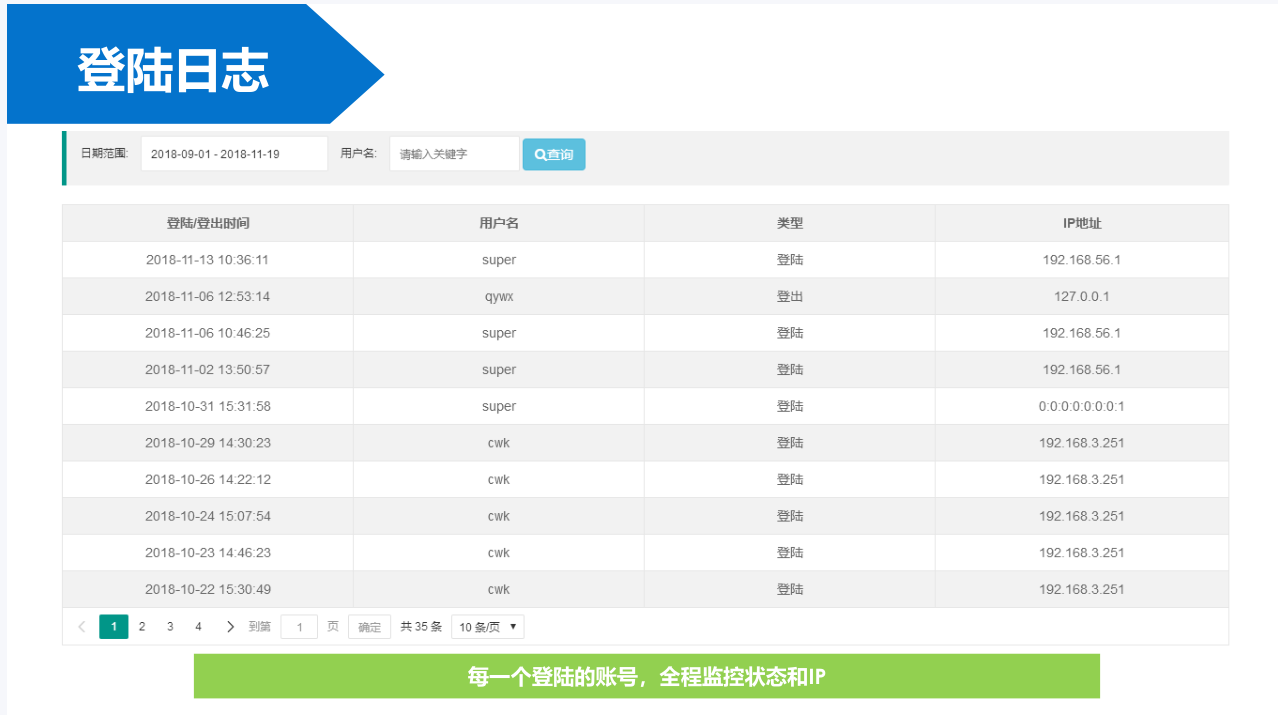 登陆日志
日期范围: 2018-09-01 - 2018-11-19 用户名: 请输入关键字 查询
登陆/登出时间 用户名 类型 IP地址
2018-11-13 10:36:11 super 登陆 192.168.56.1
2018-11-06 12:53:14 qywx 登出 127.0.0.1
2018-11-06 10:46:25 super 登陆 192.168.56.1
2018-11-02 13:50:57 super 登陆 192.168.56.1
2018-10-31 15:31:58 super 登陆 0:0:0:0:0:0:0:1
2018-10-29 14:30:23 cwk 登陆 192.168.3.251
2018-10-26 14:22:12 cwk 登陆 192.168.3.251
2018-10-24 15:07:54 cwk 登陆 192.168.3.251
2018-10-23 14:46:23 cwk 登陆 192.168.3.251
2018-10-22 15:30:49 cwk 登陆 192.168.3.251
1 2 3 4 到第 1 页 确定 共 35 条 10 条/页
每一个登陆的账号，全程监控状态和IP